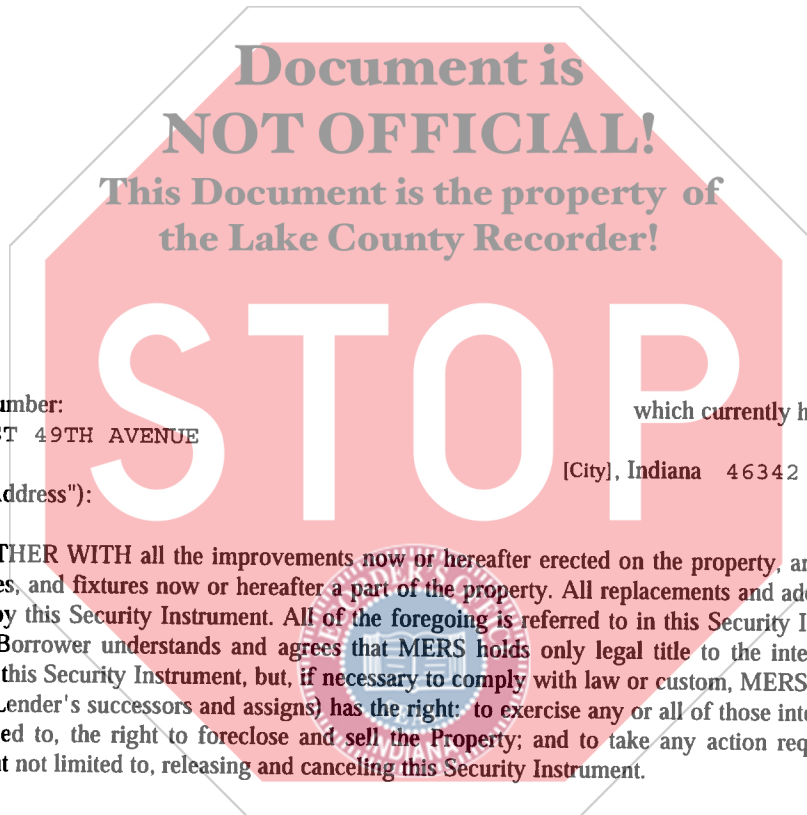 Document is
NOT OFFICIAL!
This Document is the property of
the Lake County Recorder!
STOP
umber: which currently h
ST 49TH AVENUE
[City], Indiana 46342
ddress"):
THER WITH all the improvements now or hereafter erected on the property, an
es, and fixtures now or hereafter a part of the property. All replacements and add
by this Security Instrument. All of the foregoing is referred to in this Security I
Borrower understands and agrees that MERS holds only legal title to the inte
this Security Instrument, but, if necessary to comply with law or custom, MERS
Lender's successors and assigns) has the right: to exercise any or all of those inte
ed to, the right to foreclose and sell the Property; and to take any action req
t not limited to, releasing and canceling this Security Instrument.
INDIANA